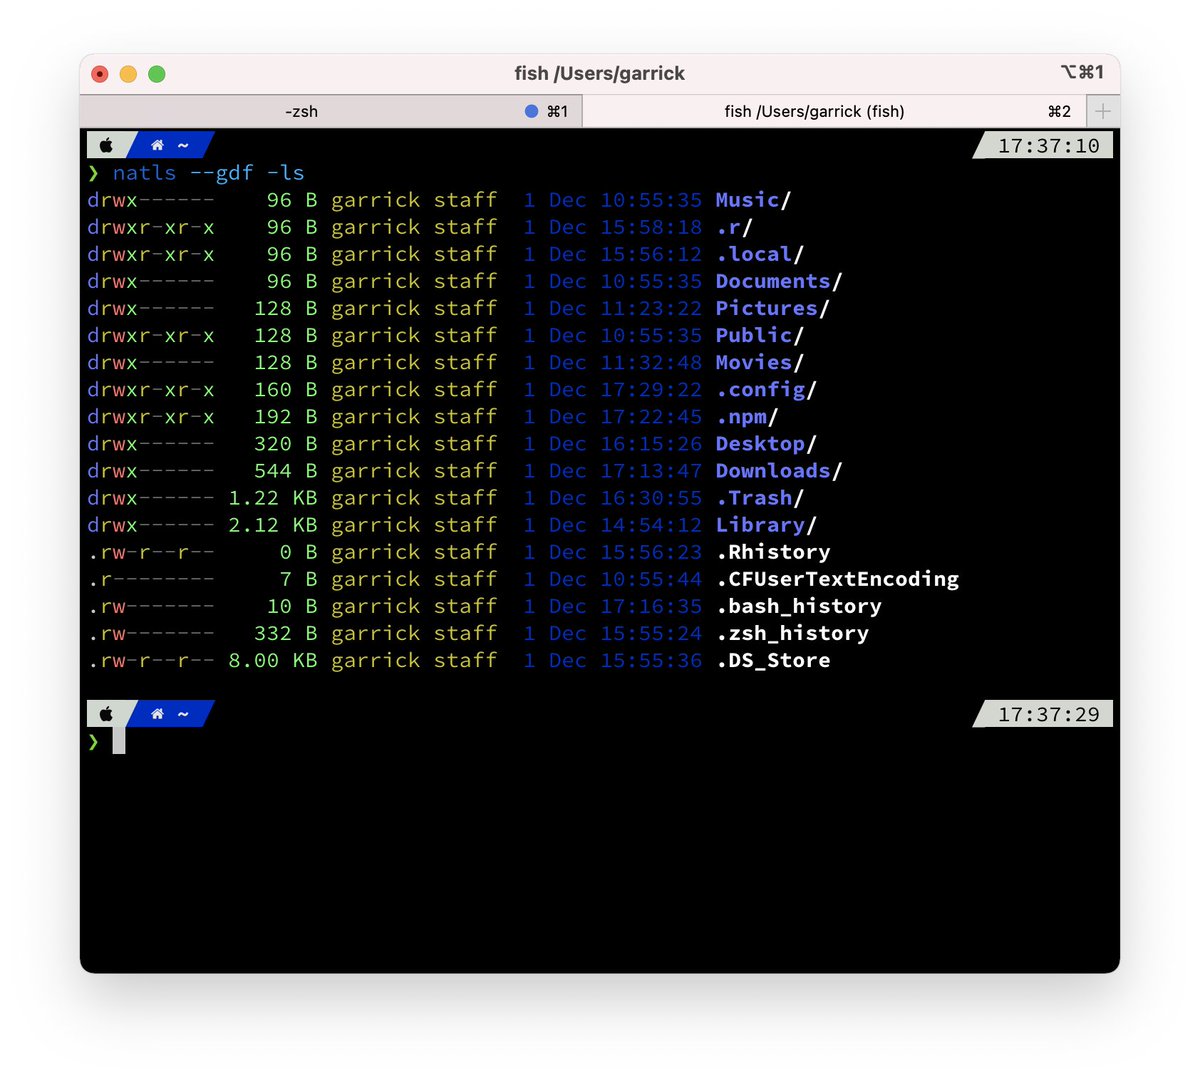 fish /Users/garrick ⌥⌘1
-zsh ⌘1 fish /Users/garrick (fish) ⌘2
~ 17:37:10
❯ natls --gdf -ls
drwx------ 96 B garrick staff 1 Dec 10:55:35 Music/
drwxr-xr-x 96 B garrick staff 1 Dec 15:58:18 .r/
drwxr-xr-x 96 B garrick staff 1 Dec 15:56:12 .local/
drwx------ 96 B garrick staff 1 Dec 10:55:35 Documents/
drwx------ 128 B garrick staff 1 Dec 11:23:22 Pictures/
drwxr-xr-x 128 B garrick staff 1 Dec 10:55:35 Public/
drwx------ 128 B garrick staff 1 Dec 11:32:48 Movies/
drwxr-xr-x 160 B garrick staff 1 Dec 17:29:22 .config/
drwxr-xr-x 192 B garrick staff 1 Dec 17:22:45 .npm/
drwx------ 320 B garrick staff 1 Dec 16:15:26 Desktop/
drwx------ 544 B garrick staff 1 Dec 17:13:47 Downloads/
drwx------ 1.22 KB garrick staff 1 Dec 16:30:55 .Trash/
drwx------ 2.12 KB garrick staff 1 Dec 14:54:12 Library/
.rw-r--r-- 0 B garrick staff 1 Dec 15:56:23 .Rhistory
.r-------- 7 B garrick staff 1 Dec 10:55:44 .CFUserTextEncoding
.rw------- 10 B garrick staff 1 Dec 17:16:35 .bash_history
.rw------- 332 B garrick staff 1 Dec 15:55:24 .zsh_history
.rw-r--r-- 8.00 KB garrick staff 1 Dec 15:55:36 .DS_Store
~ 17:37:29
❯